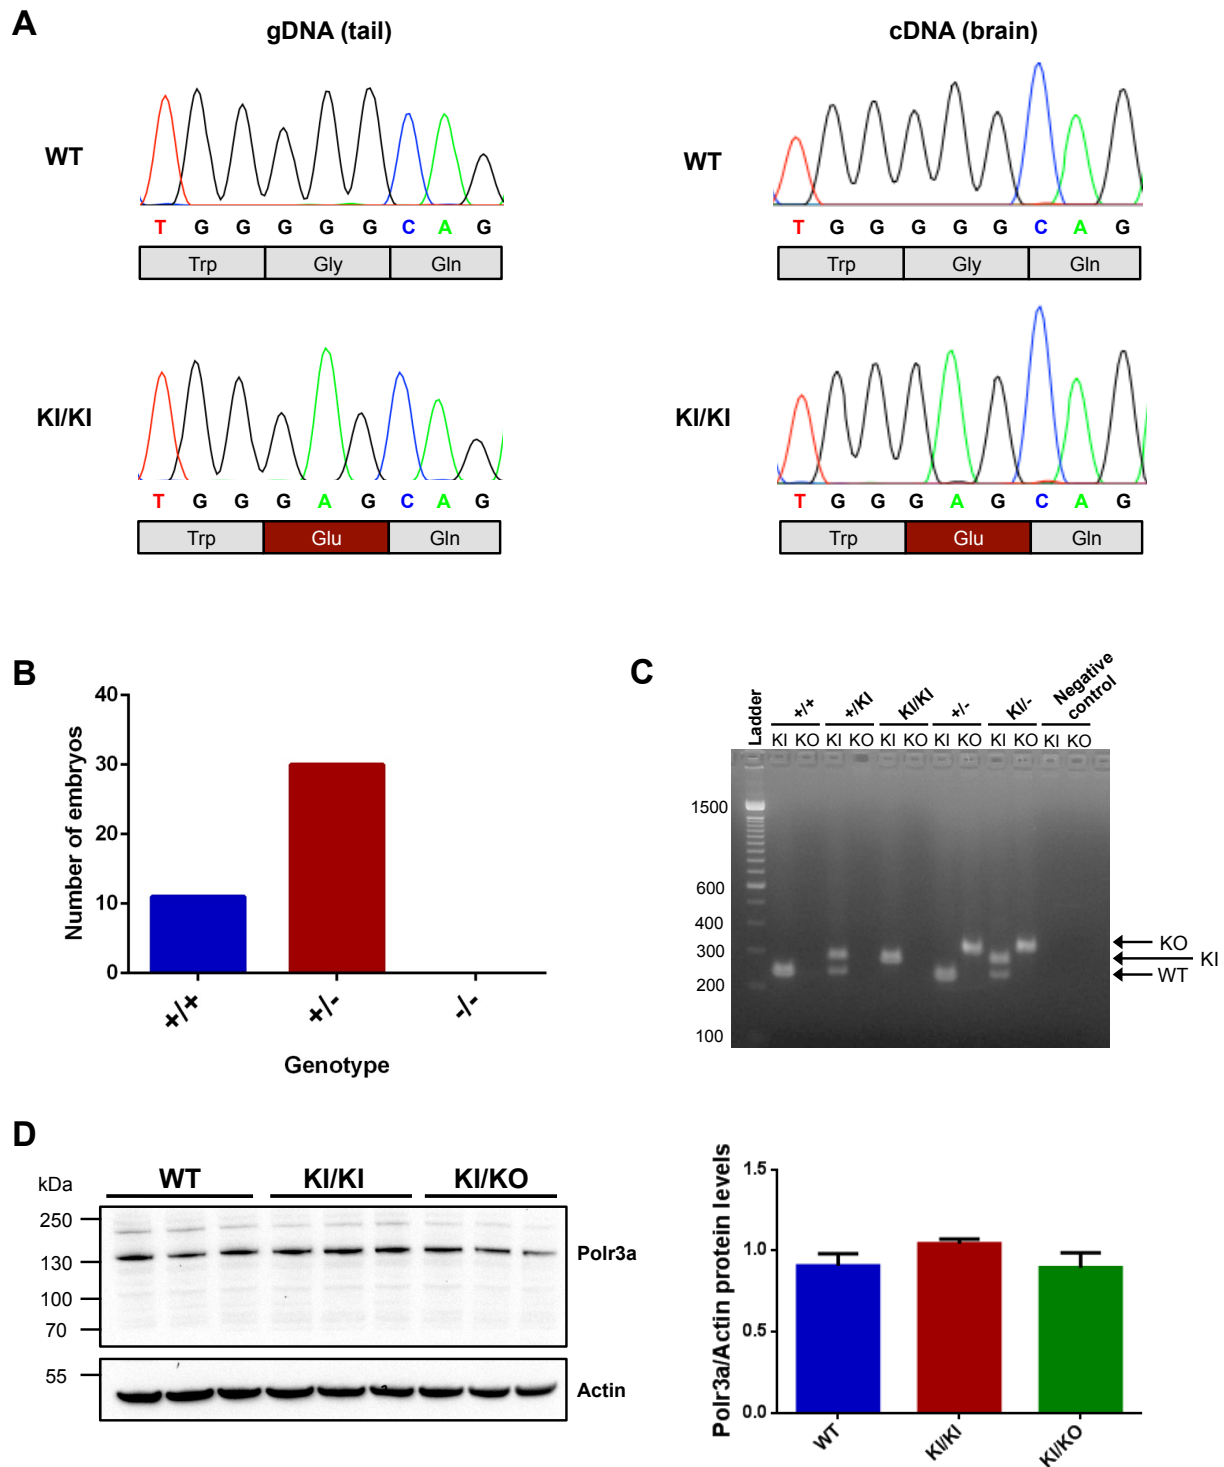 A
gDNA (tail)
cDNA (brain)
WT
T G G G G G C A G
Trp Gly Gln
WT
T G G G G G C A G
Trp Gly Gln
KI/KI
T G G G A G C A G
Trp Glu Gln
KI/KI
T G G G A G C A G
Trp Glu Gln
B
Number of embryos
40
30
20
10
0
+/+ +/- -/-
Genotype
C
Ladder +/+ +/KI KI/KI +/- KI/- Negative control
KI KO KI KO KI KO KI KO KI KO KI KO
1500
600
400
300
200
100
KO
KI
WT
D
kDa
WT KI/KI KI/KO
250
130
100
70
55
Polr3a
Actin
Polr3a/Actin protein levels
1.5
1.0
0.5
0.0
WT KI/KI KI/KO